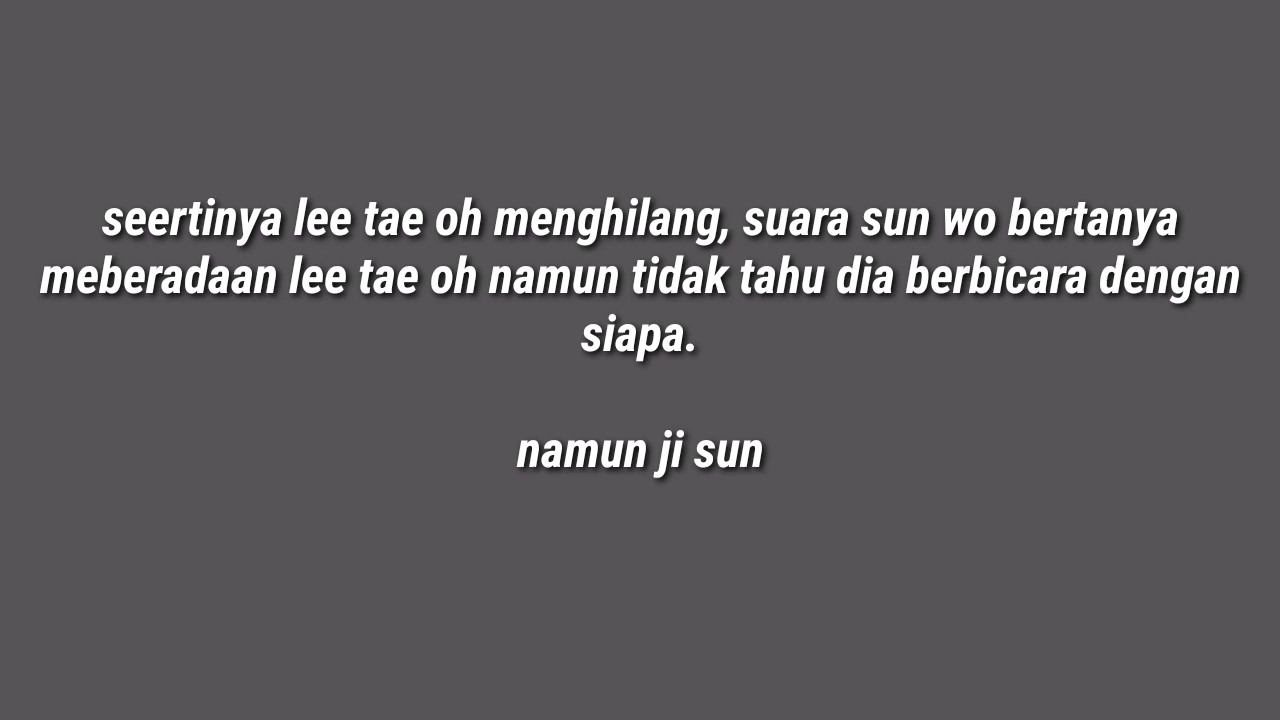 seertinya lee tae oh menghilang, suara sun wo bertanya
meberadaan lee tae oh namun tidak tahu dia berbicara dengan
siapa.
namun ji sun